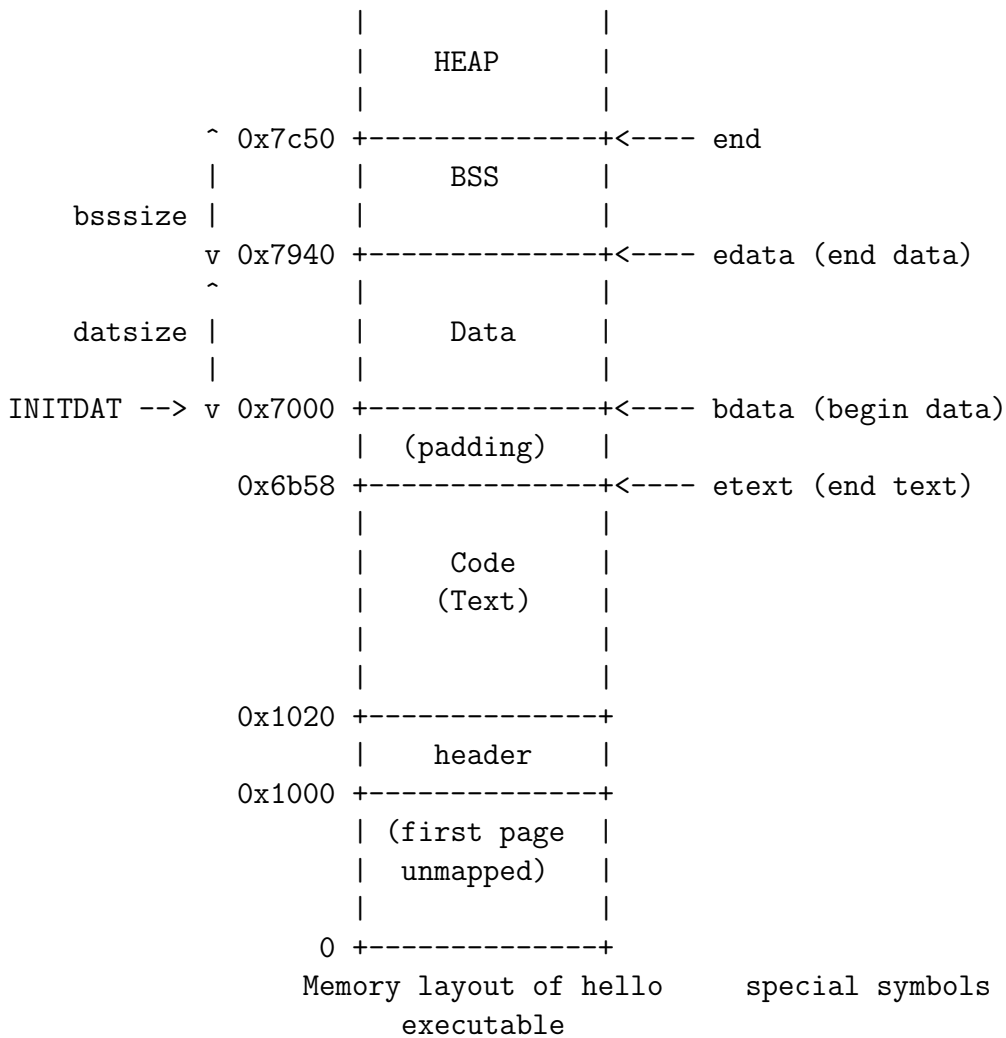 |               |
                       |     HEAP      |
                       |               |
             ^ 0x7c50 +---------------+<---- end
             |         |      BSS      |
    bsssize |         |               |
             v 0x7940 +---------------+<---- edata (end data)
             ^         |               |
    datsize |         |     Data      |
             |         |               |
INITDAT --> v 0x7000 +---------------+<---- bdata (begin data)
                       |   (padding)   |
               0x6b58 +---------------+<---- etext (end text)
                       |               |
                       |     Code      |
                       |    (Text)     |
                       |               |
                       |               |
               0x1020 +---------------+
                       |    header     |
               0x1000 +---------------+
                       | (first page   |
                       |  unmapped)    |
                       |               |
                    0 +---------------+
                   Memory layout of hello     special symbols
                         executable